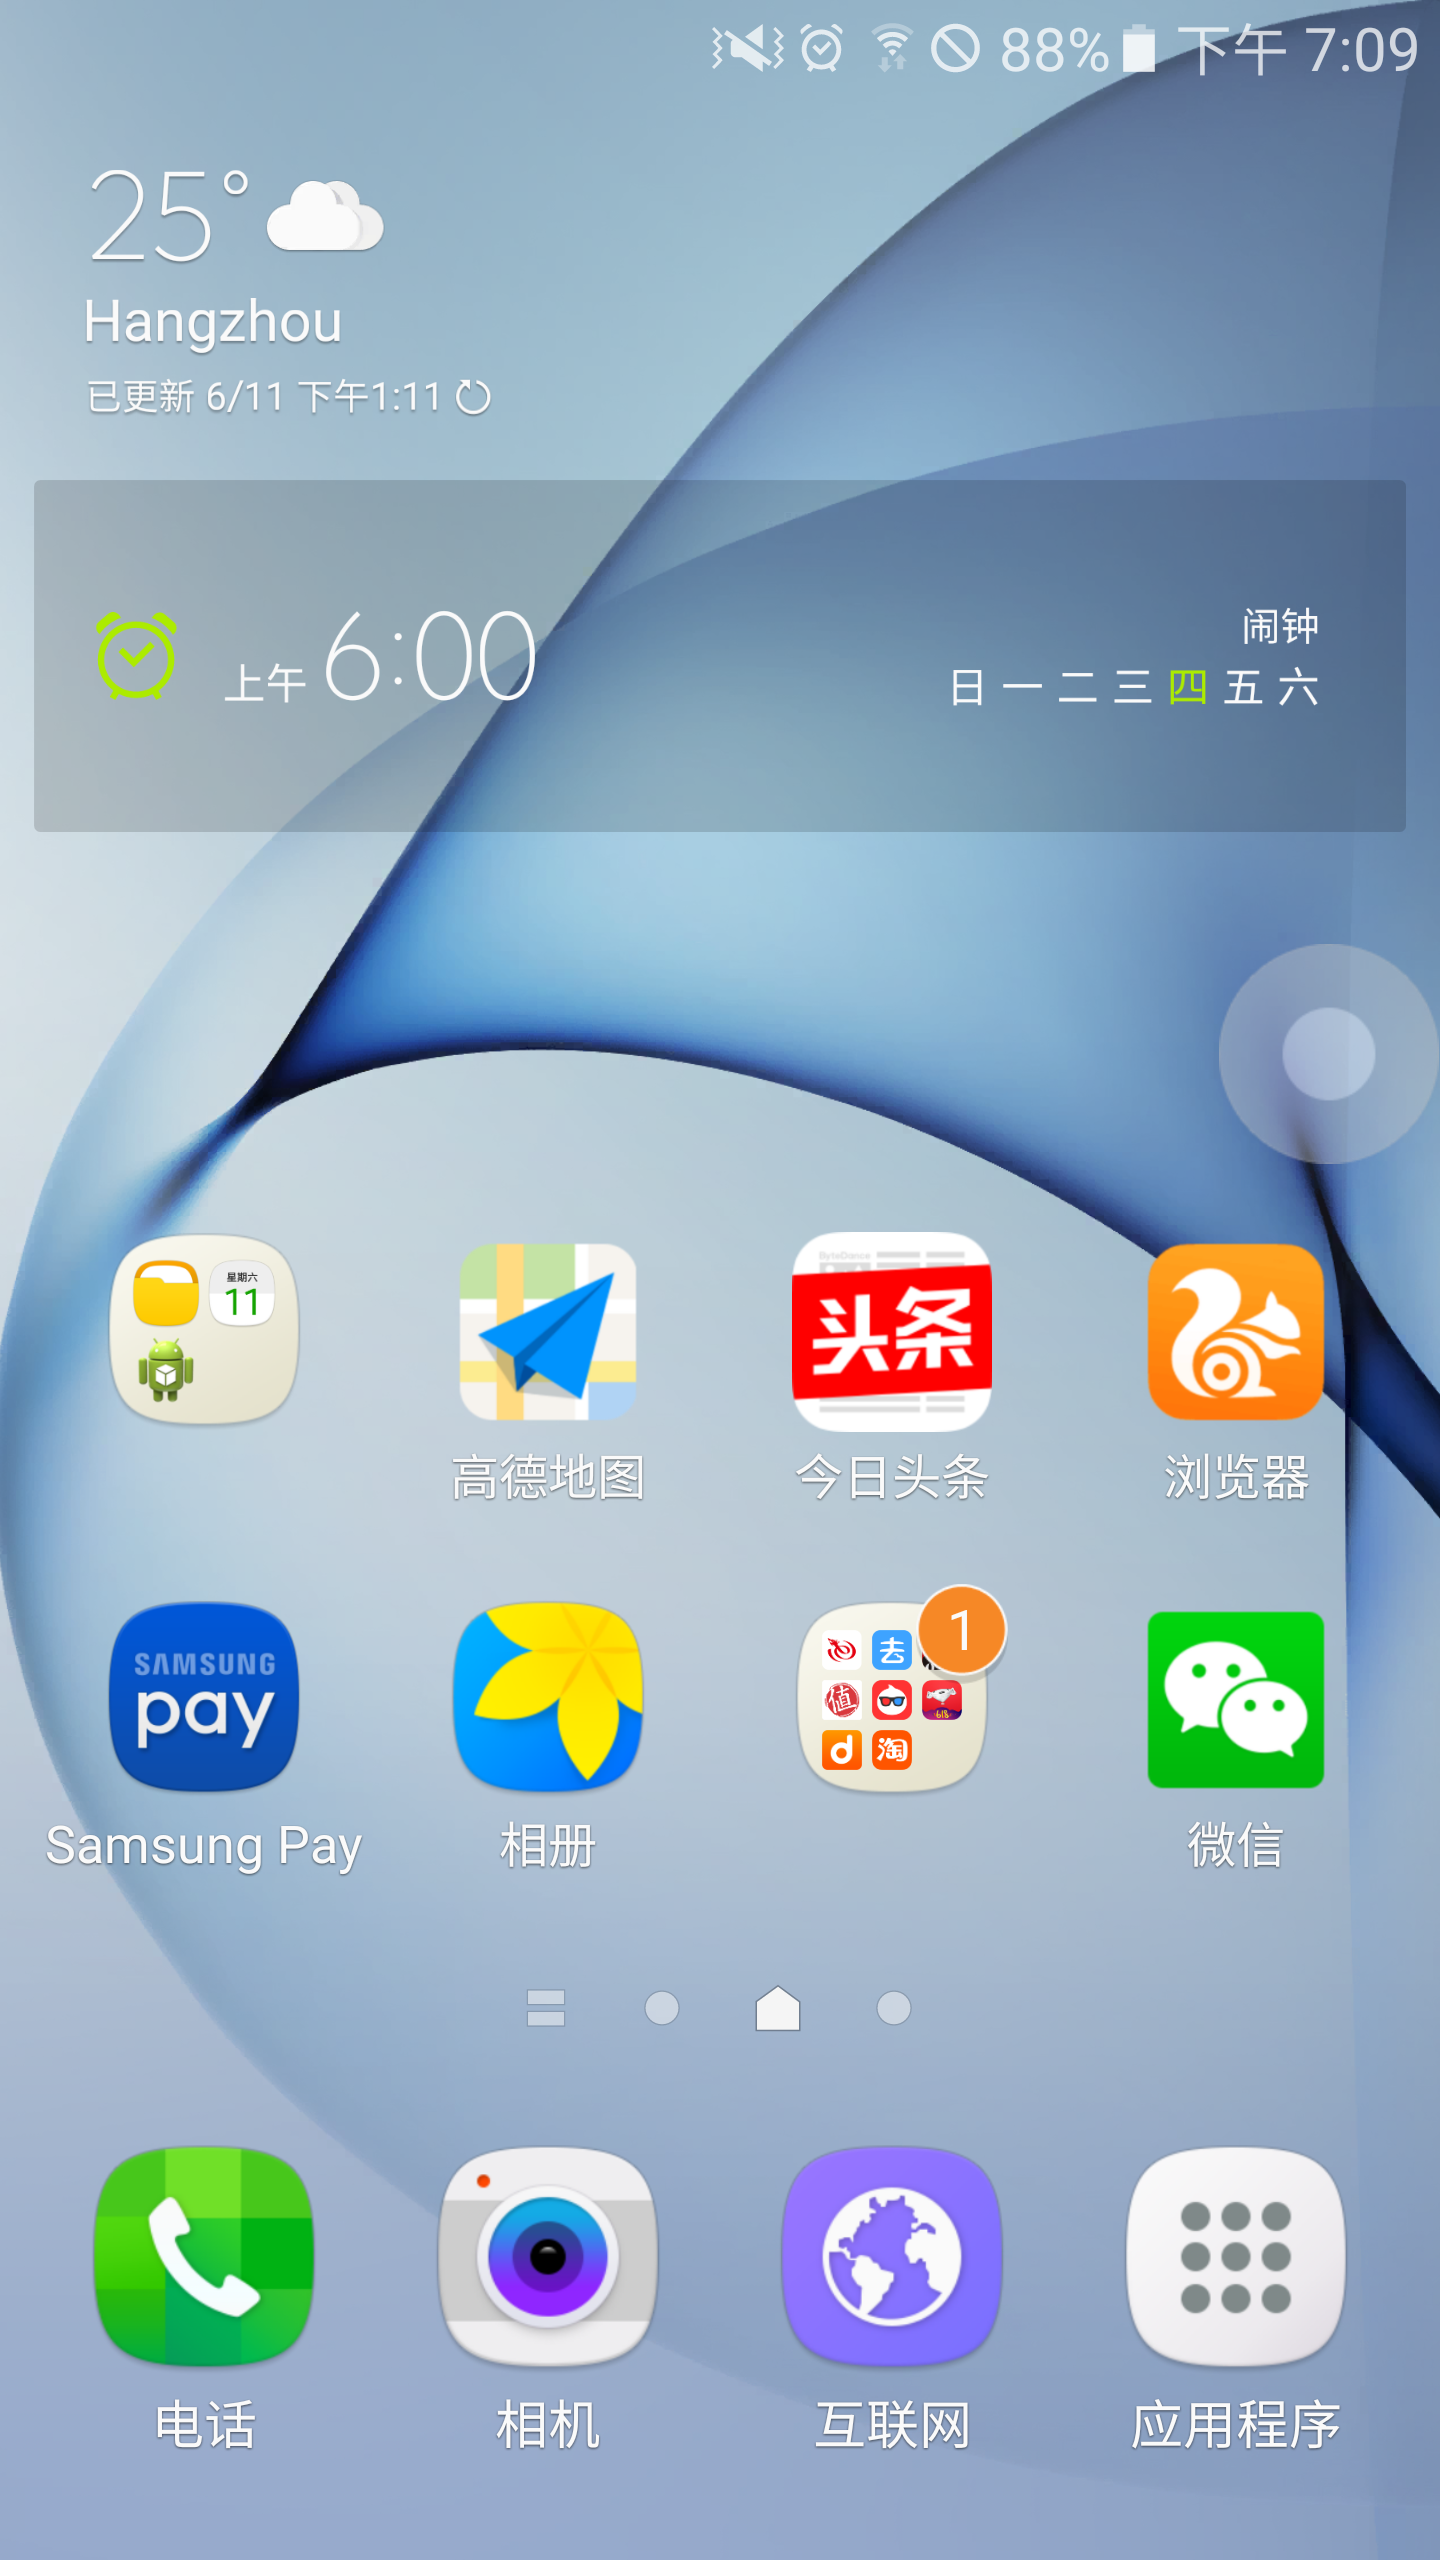 88% 下午 7:09
25°
Hangzhou
已更新 6/11 下午1:11
上午 6:00
闹钟
日 一 二 三 四 五 六
星期六
11
ByteDance
头条
高德地图
今日头条
浏览器
SAMSUNG
pay
1
去
值
618
d
淘
Samsung Pay
相册
微信
电话
相机
互联网
应用程序